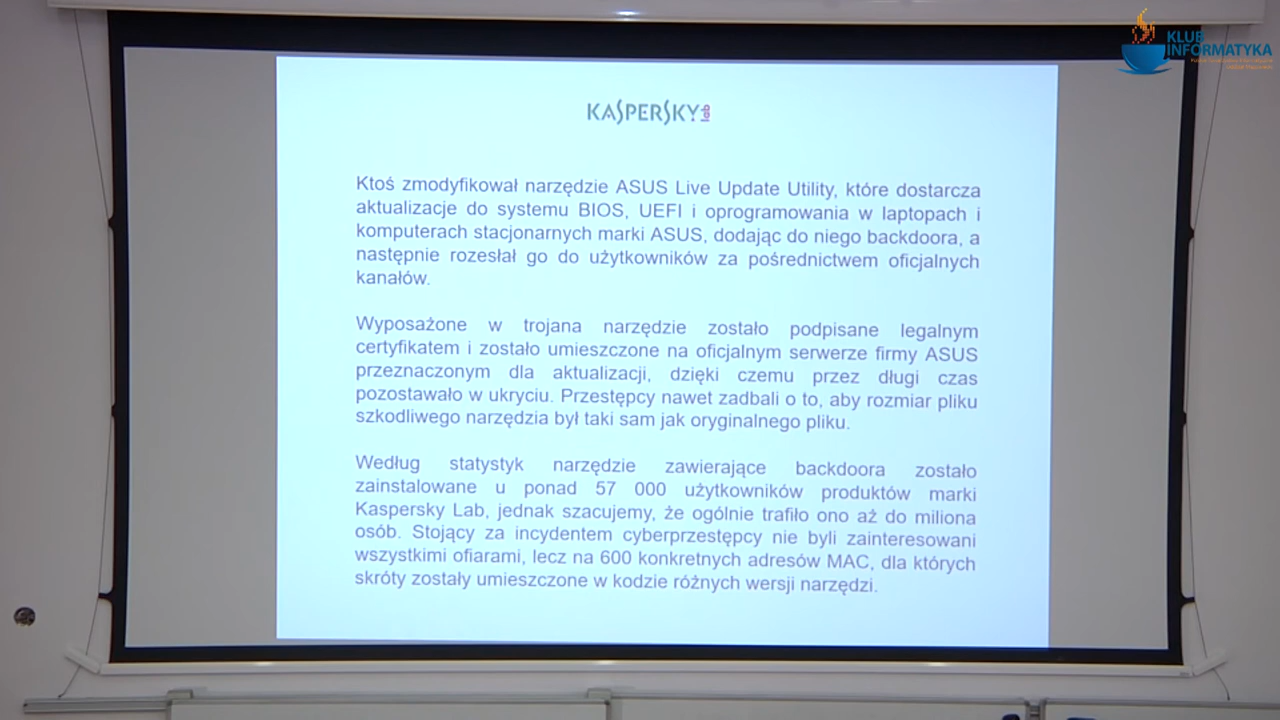 KLUB
INFORMATYKA
KASPERSKY lab
Ktoś zmodyfikował narzędzie ASUS Live Update Utility, które dostarcza
aktualizacje do systemu BIOS, UEFI i oprogramowania w laptopach i
komputerach stacjonarnych marki ASUS, dodając do niego backdoora, a
następnie rozesłał go do użytkowników za pośrednictwem oficjalnych
kanałów.
Wyposażone w trojana narzędzie zostało podpisane legalnym
certyfikatem i zostało umieszczone na oficjalnym serwerze firmy ASUS
przeznaczonym dla aktualizacji, dzięki czemu przez długi czas
pozostawało w ukryciu. Przestępcy nawet zadbali o to, aby rozmiar pliku
szkodliwego narzędzia był taki sam jak oryginalnego pliku.
Według statystyk narzędzie zawierające backdoora zostało
zainstalowane u ponad 57 000 użytkowników produktów marki
Kaspersky Lab, jednak szacujemy, że ogólnie trafiło ono aż do miliona
osób. Stojący za incydentem cyberprzestępcy nie byli zainteresowani
wszystkimi ofiarami, lecz na 600 konkretnych adresów MAC, dla których
skróty zostały umieszczone w kodzie różnych wersji narzędzi.